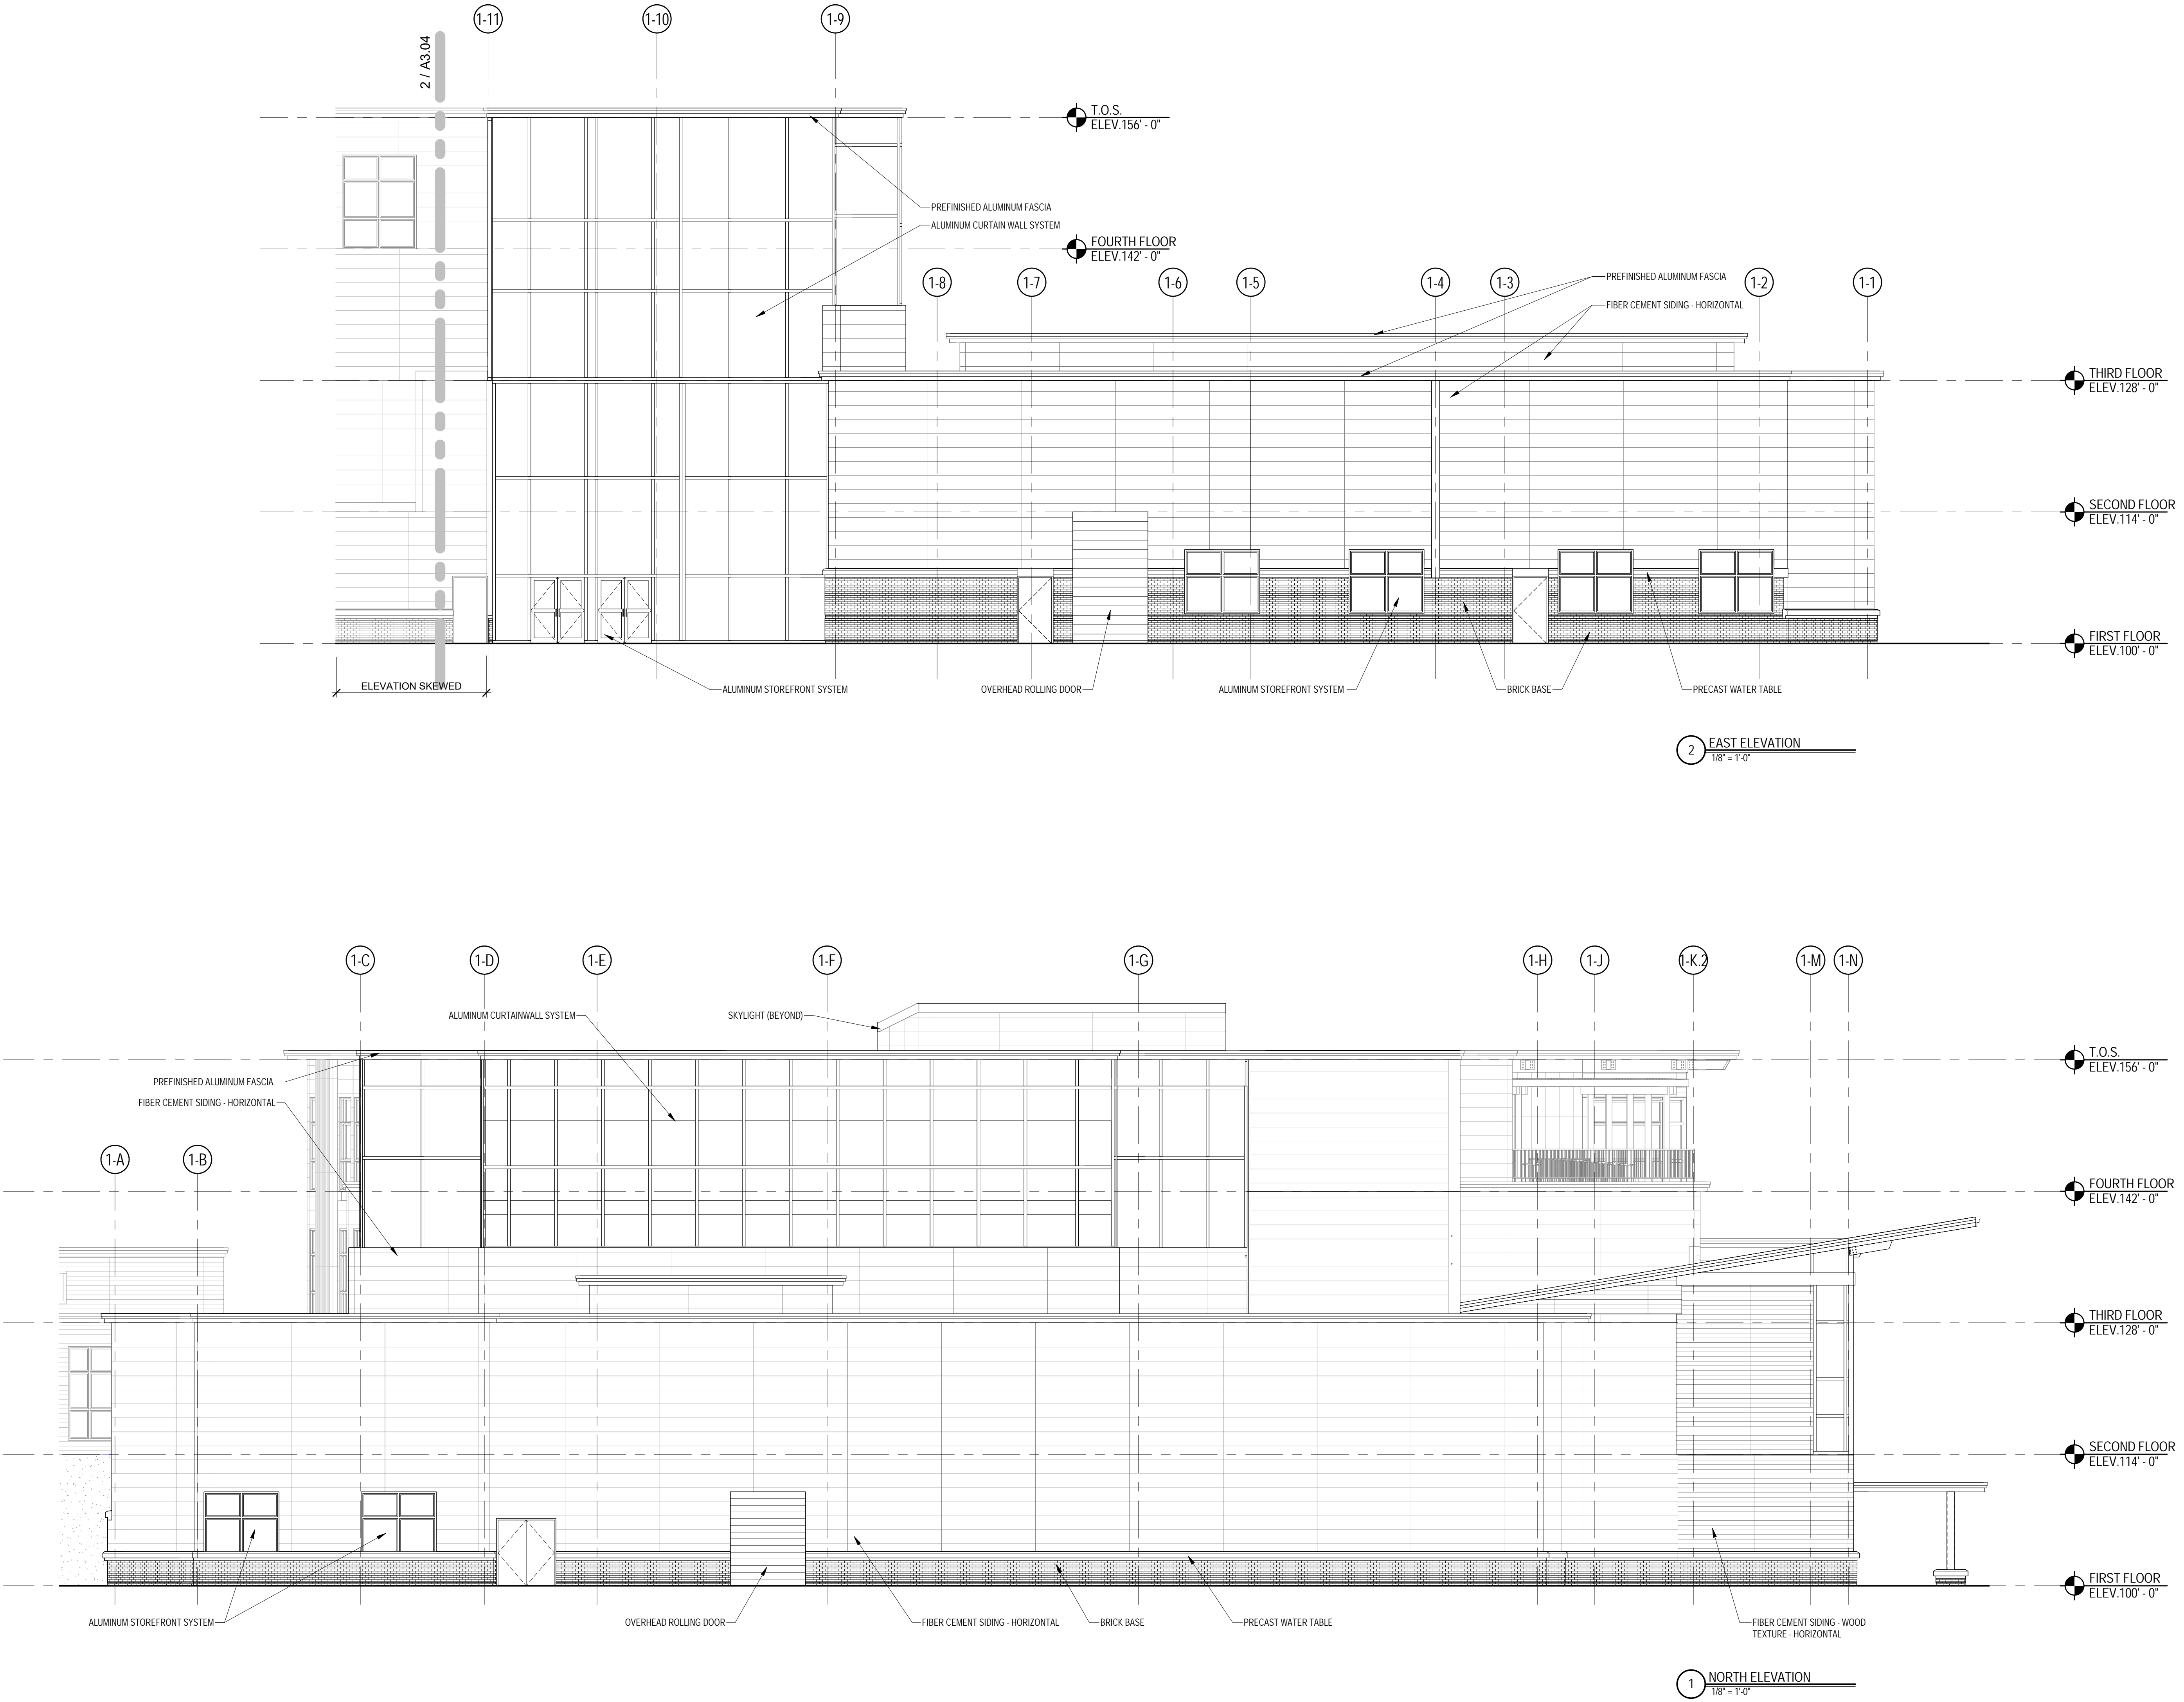 1-11
1-10
1-9
2 / A3.04
T.O.S.
ELEV.156' - 0"
PREFINISHED ALUMINUM FASCIA
ALUMINUM CURTAIN WALL SYSTEM
FOURTH FLOOR
ELEV.142' - 0"
1-8
1-7
1-6
1-5
1-4
1-3
1-2
1-1
PREFINISHED ALUMINUM FASCIA
FIBER CEMENT SIDING - HORIZONTAL
THIRD FLOOR
ELEV.128' - 0"
SECOND FLOOR
ELEV.114' - 0"
FIRST FLOOR
ELEV.100' - 0"
ELEVATION SKEWED
ALUMINUM STOREFRONT SYSTEM
OVERHEAD ROLLING DOOR
ALUMINUM STOREFRONT SYSTEM
BRICK BASE
PRECAST WATER TABLE
2
EAST ELEVATION
1/8" = 1'-0"
1-C
1-D
1-E
1-F
1-G
1-H
1-J
1-K.2
1-M
1-N
ALUMINUM CURTAINWALL SYSTEM
SKYLIGHT (BEYOND)
T.O.S.
ELEV.156' - 0"
PREFINISHED ALUMINUM FASCIA
FIBER CEMENT SIDING - HORIZONTAL
1-A
1-B
FOURTH FLOOR
ELEV.142' - 0"
THIRD FLOOR
ELEV.128' - 0"
SECOND FLOOR
ELEV.114' - 0"
FIRST FLOOR
ELEV.100' - 0"
ALUMINUM STOREFRONT SYSTEM
OVERHEAD ROLLING DOOR
FIBER CEMENT SIDING - HORIZONTAL
BRICK BASE
PRECAST WATER TABLE
FIBER CEMENT SIDING - WOOD
TEXTURE - HORIZONTAL
1
NORTH ELEVATION
1/8" = 1'-0"